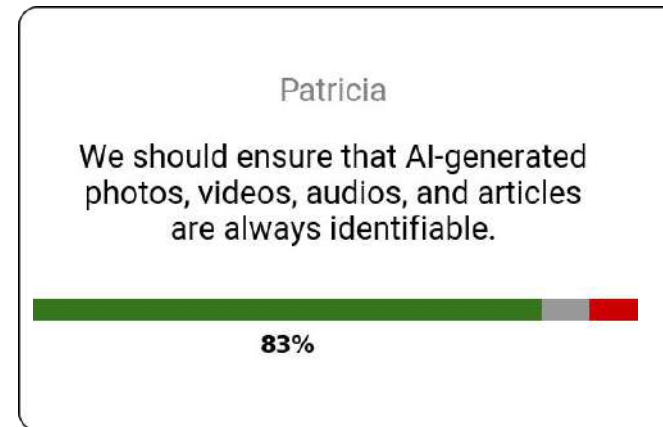 Patricia
We should ensure that AI-generated
photos, videos, audios, and articles
are always identifiable.
83%